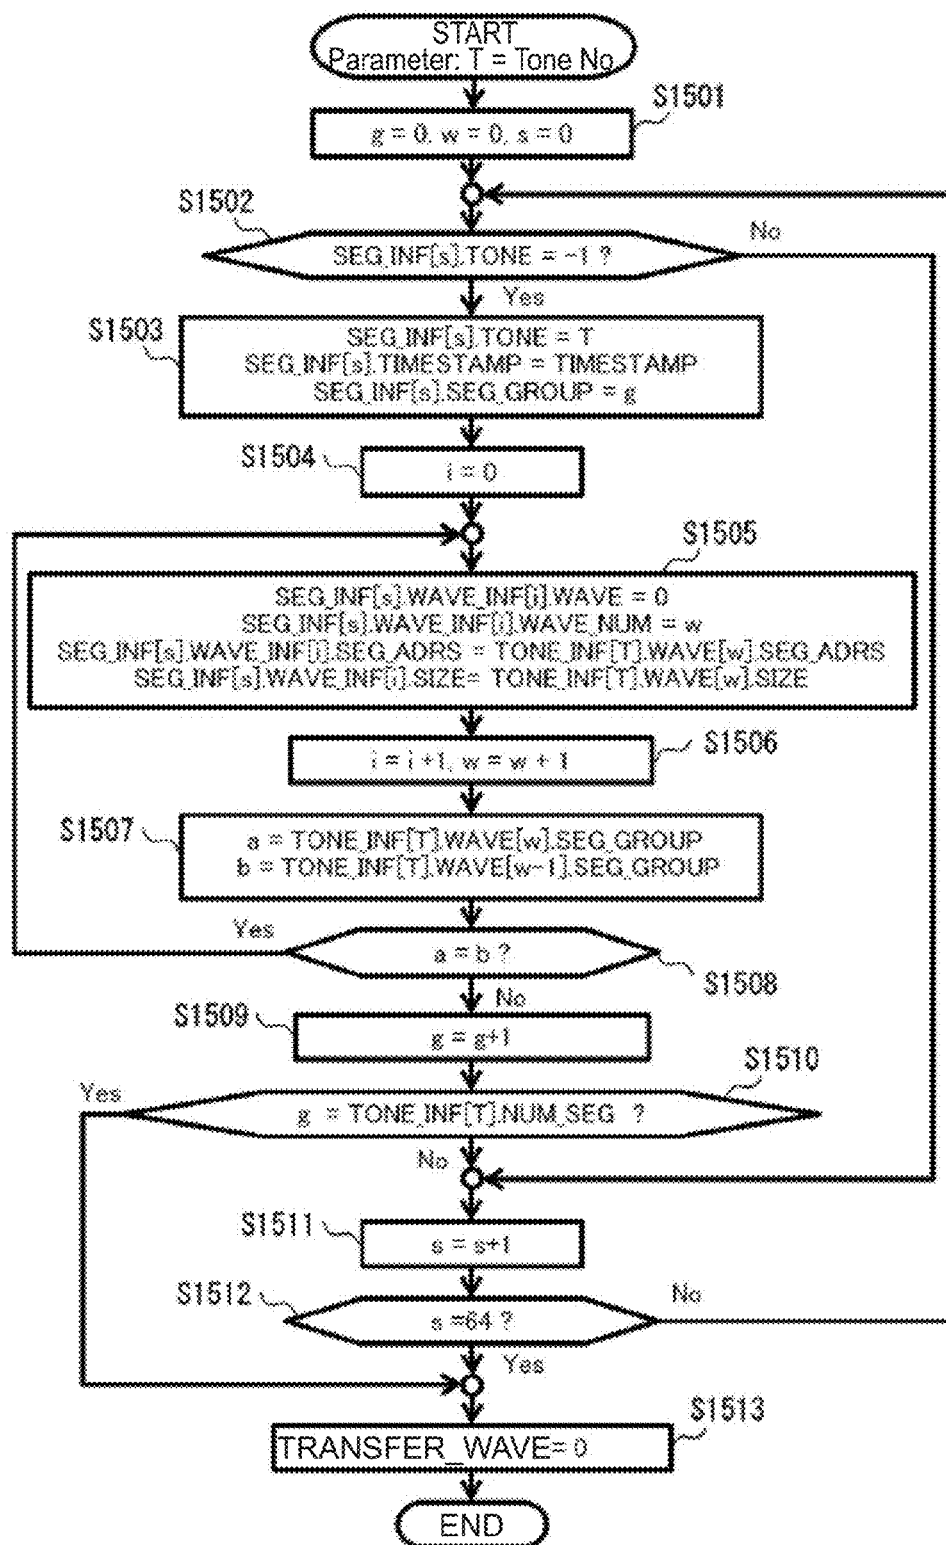 START
Parameter: T = Tone No
S1501
g = 0, w = 0, s = 0
S1502
SEG_INF[s].TONE = -1 ?
No
Yes
S1503
SEG_INF[s].TONE = T
SEG_INF[s].TIMESTAMP = TIMESTAMP
SEG_INF[s].SEG_GROUP = g
S1504
i = 0
S1505
SEG_INF[s].WAVE_INF[i].WAVE = 0
SEG_INF[s].WAVE_INF[i].WAVE_NUM = w
SEG_INF[s].WAVE_INF[i].SEG_ADRS = TONE_INF[T].WAVE[w].SEG_ADRS
SEG_INF[s].WAVE_INF[i].SIZE= TONE_INF[T].WAVE[w].SIZE
S1506
i = i +1, w = w + 1
S1507
a = TONE_INF[T].WAVE[w].SEG_GROUP
b = TONE_INF[T].WAVE[w-1].SEG_GROUP
Yes
a = b ?
S1508
No
S1509
g = g+1
S1510
Yes
g = TONE_INF[T].NUM_SEG ?
No
S1511
s = s+1
S1512
s =64 ?
No
Yes
S1513
TRANSFER_WAVE= 0
END